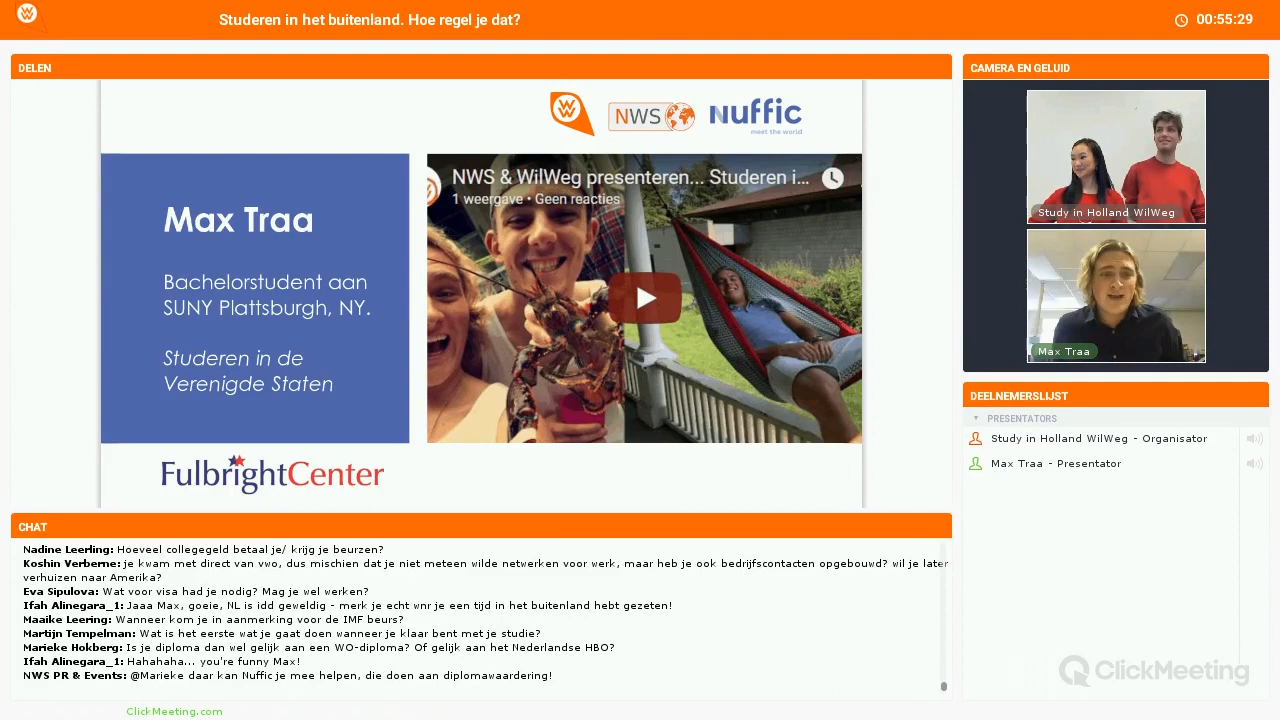 Studeren in het buitenland. Hoe regel je dat?
00:55:29
DELEN
W
NWS
nuffic
meet the world
Max Traa
Bachelorstudent aan
SUNY Plattsburgh, NY.
Studeren in de
Verenigde Staten
NWS & WilWeg presenteren... Studeren i...
1 weergave • Geen reacties
FulbrightCenter
CAMERA EN GELUID
Study in Holland WilWeg
Max Traa
DEELNEMERSLIJST
PRESENTATORS
Study in Holland WilWeg - Organisator
Max Traa - Presentator
CHAT
Nadine Leerling: Hoeveel collegegeld betaal je/ krijg je beurzen?
Koshin Verberne: je kwam met direct van vwo, dus mischien dat je niet meteen wilde netwerken voor werk, maar heb je ook bedrijfscontacten opgebouwd? wil je later
verhuizen naar Amerika?
Eva Sipulova: Wat voor visa had je nodig? Mag je wel werken?
Ifah Alinegara_1: Jaaa Max, goeie, NL is idd geweldig - merk je echt wnr je een tijd in het buitenland hebt gezeten!
Maaike Leering: Wanneer kom je in aanmerking voor de IMF beurs?
Martijn Tempelman: Wat is het eerste wat je gaat doen wanneer je klaar bent met je studie?
Marieke Hokberg: Is je diploma dan wel gelijk aan een WO-diploma? Of gelijk aan het Nederlandse HBO?
Ifah Alinegara_1: Hahahaha... you're funny Max!
NWS PR & Events: @Marieke daar kan Nuffic je mee helpen, die doen aan diplomawaardering!
ClickMeeting
ClickMeeting.com